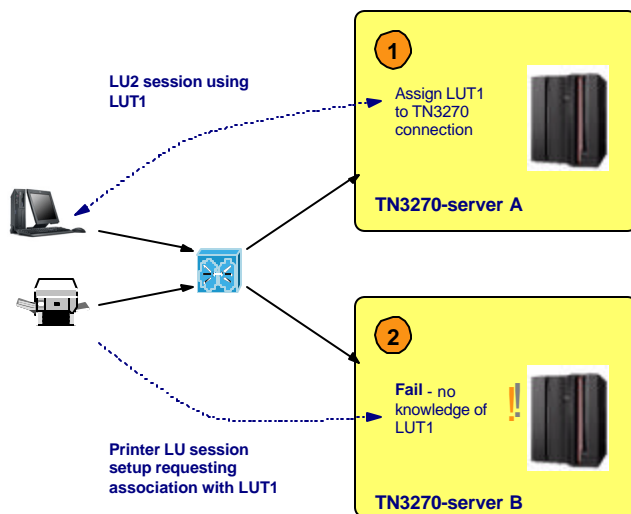 1
LU2 session using
LUT1
Assign LUT1
to TN3270
connection
TN3270-server A
2
Fail - no
knowledge of
LUT1
!!
Printer LU session
setup requesting
association with LUT1
TN3270-server B